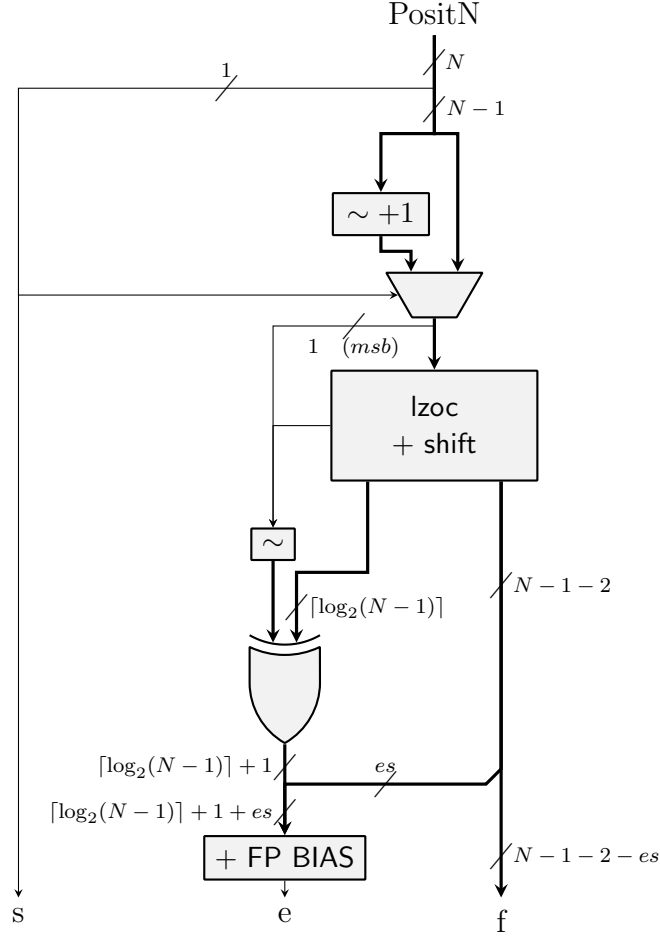 PositN
N
1
N − 1
∼ +1
1 (msb)
lzoc
+ shift
∼
N − 1 − 2
⌈log₂(N − 1)⌉
⌈log₂(N − 1)⌉ + 1
es
⌈log₂(N − 1)⌉ + 1 + es
+ FP BIAS
N − 1 − 2 − es
s
e
f